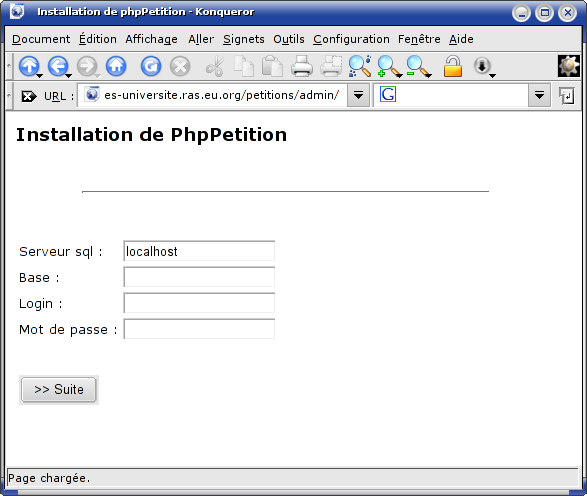 Installation de phpPetition - Konqueror
Document Édition Affichage Aller Signets Outils Configuration Fenêtre Aide
URL : es-universite.ras.eu.org/petitions/admin/ G
Installation de PhpPetition
Serveur sql : localhost
Base :
Login :
Mot de passe :
>> Suite
Page chargée.